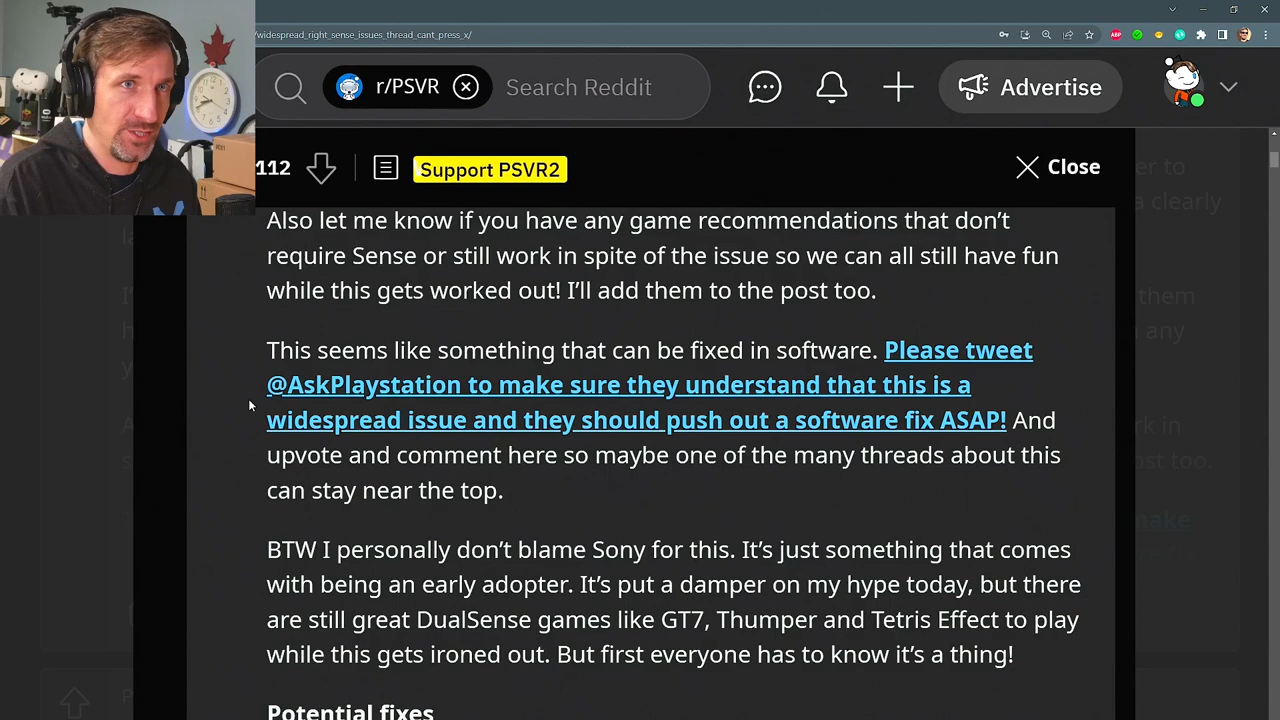 /widespread_right_sense_issues_thread_cant_press_x/
r/PSVR
Search Reddit
Advertise
112
Support PSVR2
Close
Also let me know if you have any game recommendations that don’t
require Sense or still work in spite of the issue so we can all still have fun
while this gets worked out! I’ll add them to the post too.
This seems like something that can be fixed in software. Please tweet
@AskPlaystation to make sure they understand that this is a
widespread issue and they should push out a software fix ASAP! And
upvote and comment here so maybe one of the many threads about this
can stay near the top.
BTW I personally don’t blame Sony for this. It’s just something that comes
with being an early adopter. It’s put a damper on my hype today, but there
are still great DualSense games like GT7, Thumper and Tetris Effect to play
while this gets ironed out. But first everyone has to know it’s a thing!
Potential fixes